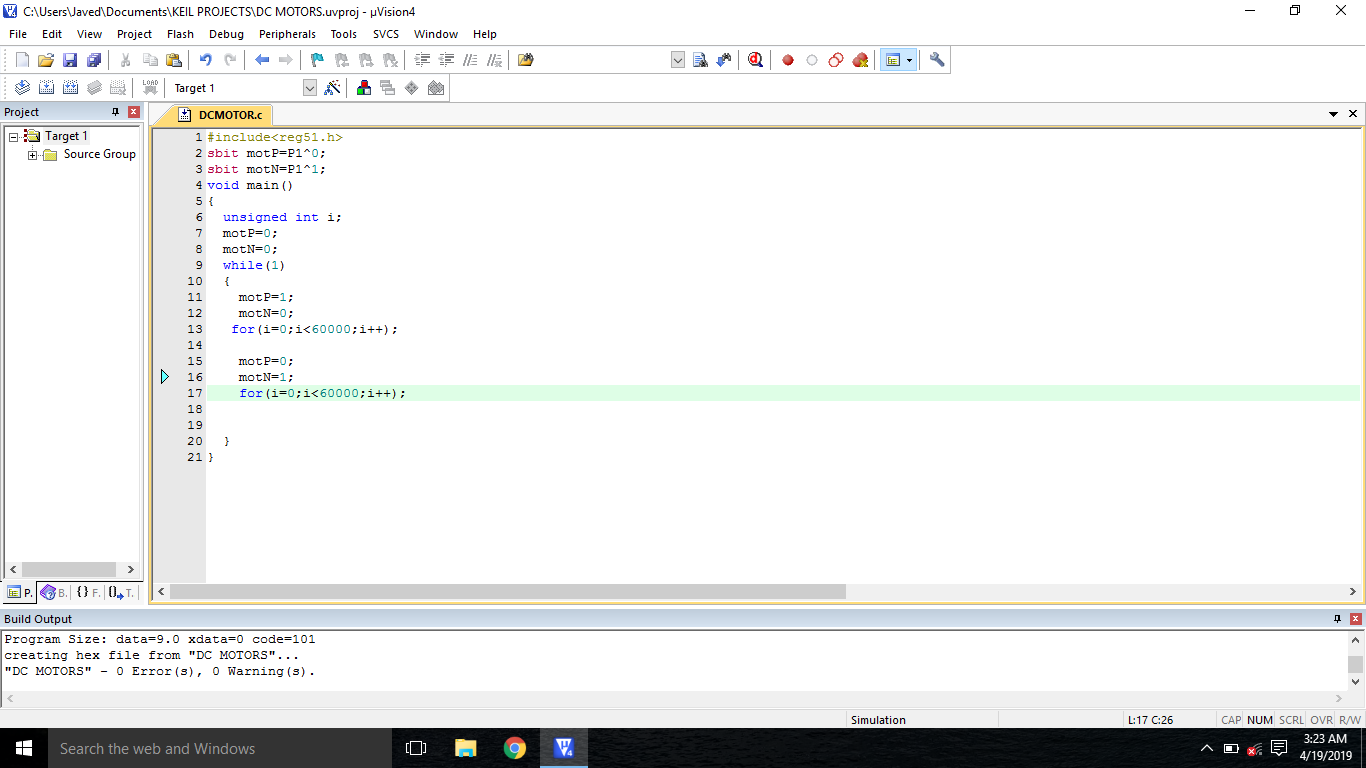 C:\Users\Javed\Documents\KEIL PROJECTS\DC MOTORS.uvproj - µVision4
File Edit View Project Flash Debug Peripherals Tools SVCS Window Help
LOAD Target 1
Project
DCMOTOR.c
Target 1
Source Group
1 #include<reg51.h>
2 sbit motP=P1^0;
3 sbit motN=P1^1;
4 void main()
5 {
6 unsigned int i;
7 motP=0;
8 motN=0;
9 while(1)
10 {
11 motP=1;
12 motN=0;
13 for(i=0;i<60000;i++);
14
15 motP=0;
16 motN=1;
17 for(i=0;i<60000;i++);
18
19
20 }
21 }
P. B. {} F. 0 T.
Build Output
Program Size: data=9.0 xdata=0 code=101
creating hex file from "DC MOTORS"...
"DC MOTORS" - 0 Error(s), 0 Warning(s).
Simulation L:17 C:26 CAP NUM SCRL OVR R/W
Search the web and Windows
3:23 AM
4/19/2019